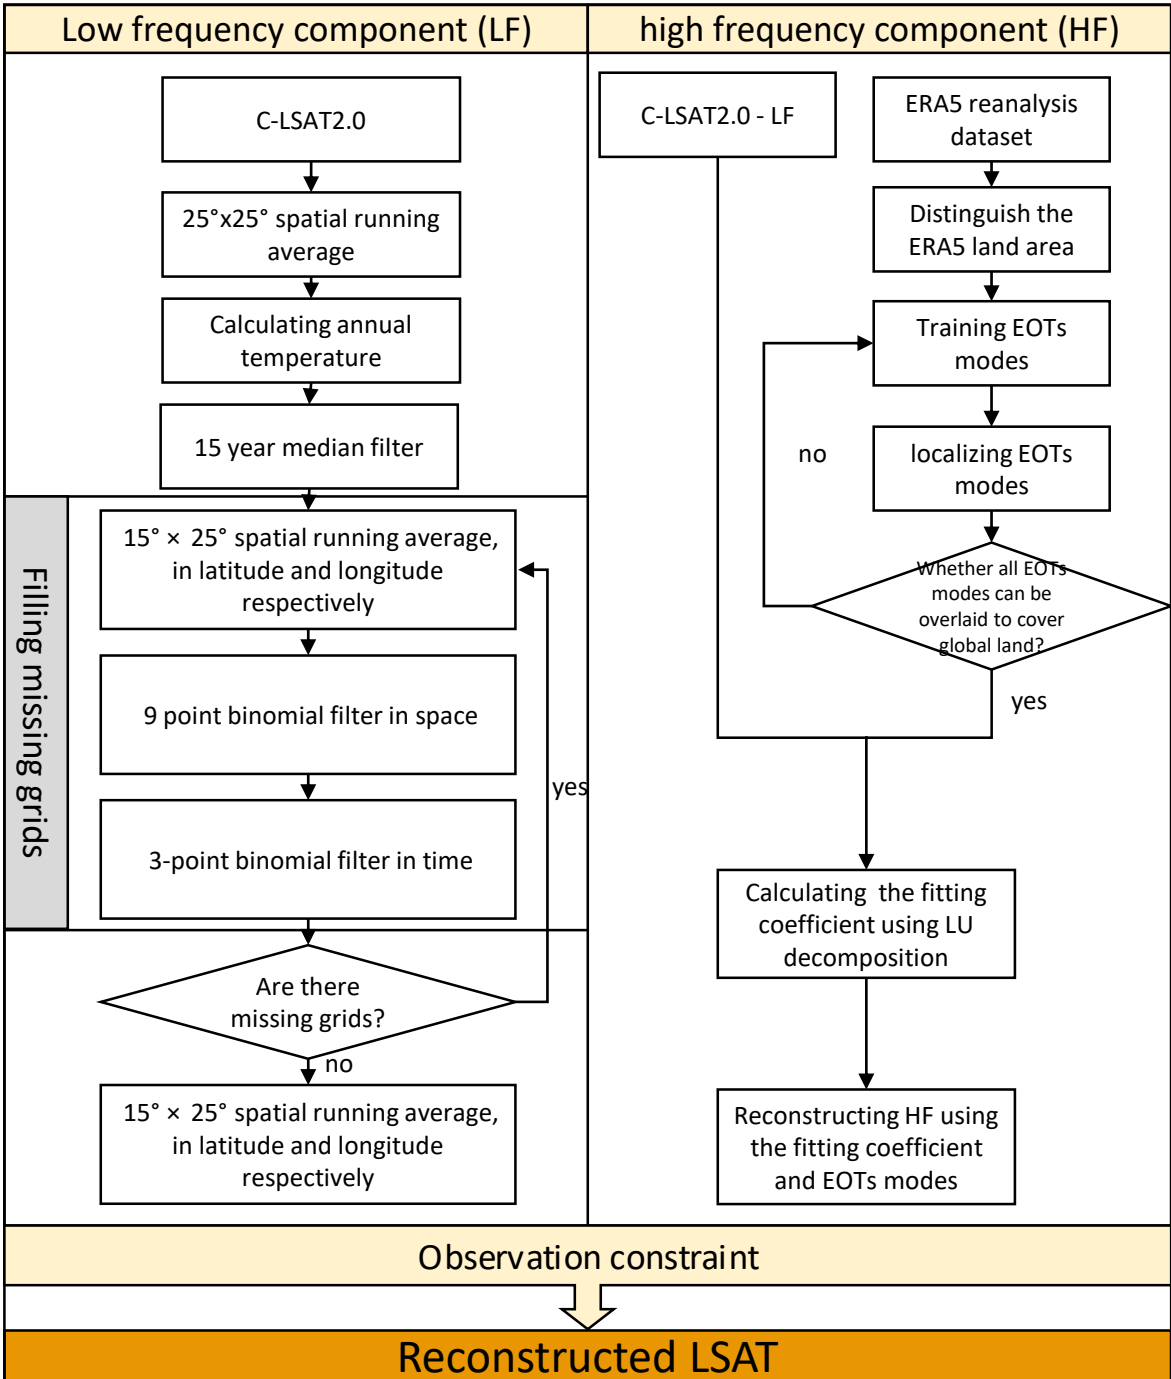 Low frequency component (LF)
C-LSAT2.0
25°x25° spatial running
average
Calculating annual
temperature
15 year median filter
Filling missing grids
15° × 25° spatial running average,
in latitude and longitude
respectively
9 point binomial filter in space
3-point binomial filter in time
yes
Are there
missing grids?
no
15° × 25° spatial running average,
in latitude and longitude
respectively
high frequency component (HF)
C-LSAT2.0 - LF
ERA5 reanalysis
dataset
Distinguish the
ERA5 land area
Training EOTs
modes
no
localizing EOTs
modes
Whether all EOTs
modes can be
overlaid to cover
global land?
yes
Calculating the fitting
coefficient using LU
decomposition
Reconstructing HF using
the fitting coefficient
and EOTs modes
Observation constraint
Reconstructed LSAT